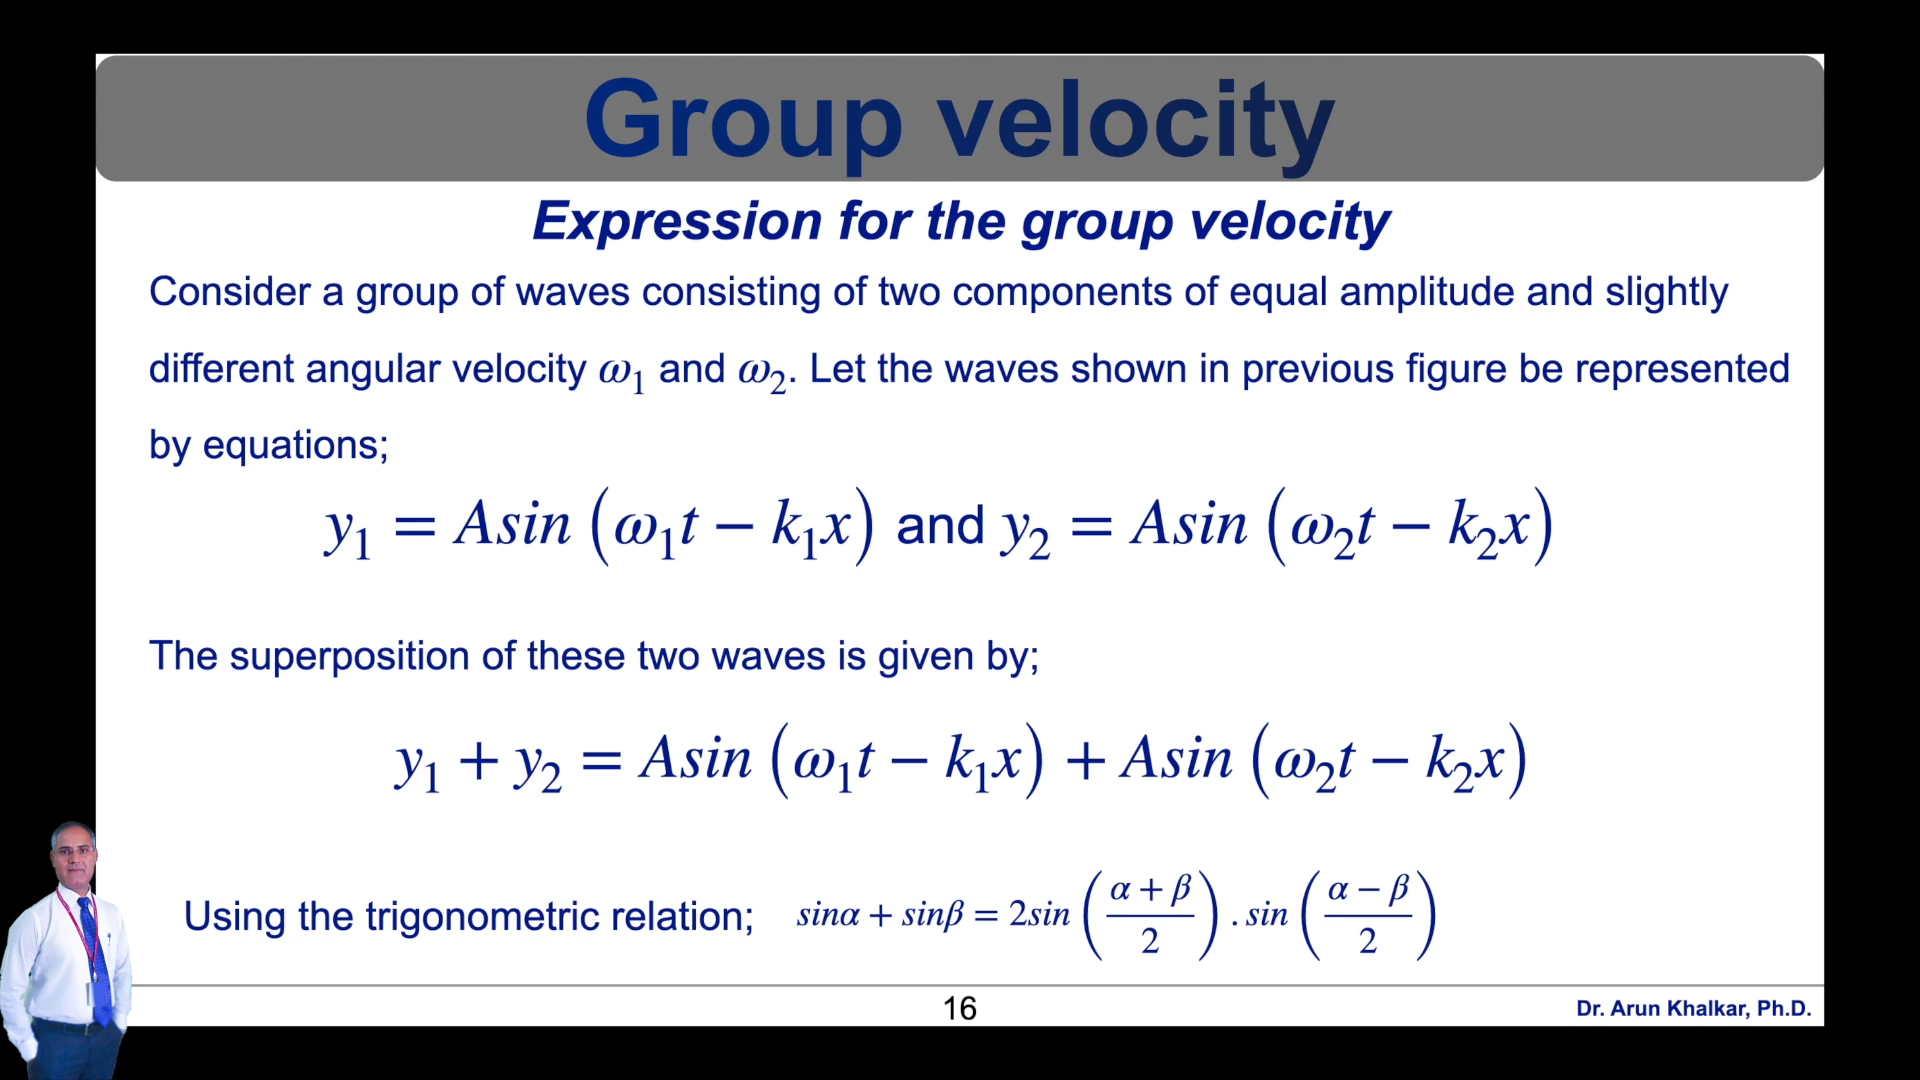 Group velocity
Expression for the group velocity
Consider a group of waves consisting of two components of equal amplitude and slightly
different angular velocity ω₁ and ω₂. Let the waves shown in previous figure be represented
by equations;
y₁ = Asin (ω₁t − k₁x) and y₂ = Asin (ω₂t − k₂x)
The superposition of these two waves is given by;
y₁ + y₂ = Asin (ω₁t − k₁x) + Asin (ω₂t − k₂x)
Using the trigonometric relation; sinα + sinβ = 2sin ((α + β)/2) . sin ((α − β)/2)
16
Dr. Arun Khalkar, Ph.D.